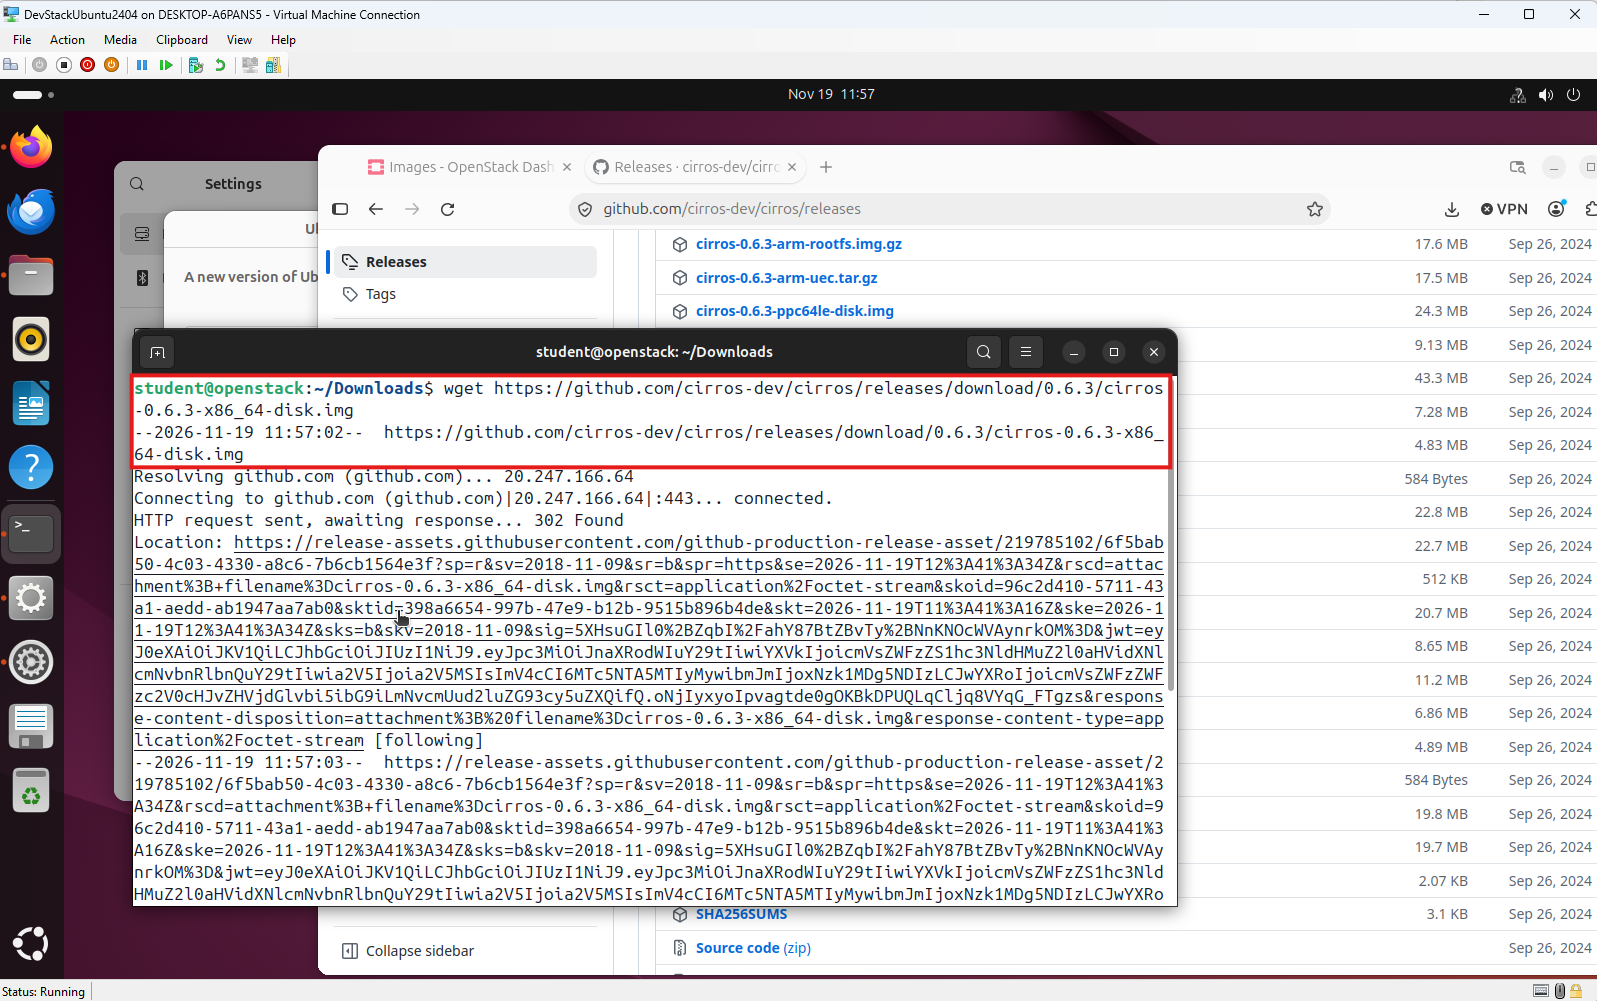 DevStackUbuntu2404 on DESKTOP-A6PANS5 - Virtual Machine Connection
File Action Media Clipboard View Help
Nov 19 11:57
Settings
Images - OpenStack Dash
Releases · cirros-dev/cirro
github.com/cirros-dev/cirros/releases
VPN
A new version of Ub
Releases
Tags
cirros-0.6.3-arm-rootfs.img.gz 17.6 MB Sep 26, 2024
cirros-0.6.3-arm-uec.tar.gz 17.5 MB Sep 26, 2024
cirros-0.6.3-ppc64le-disk.img 24.3 MB Sep 26, 2024
9.13 MB Sep 26, 2024
43.3 MB Sep 26, 2024
7.28 MB Sep 26, 2024
4.83 MB Sep 26, 2024
584 Bytes Sep 26, 2024
22.8 MB Sep 26, 2024
22.7 MB Sep 26, 2024
512 KB Sep 26, 2024
20.7 MB Sep 26, 2024
8.65 MB Sep 26, 2024
11.2 MB Sep 26, 2024
6.86 MB Sep 26, 2024
4.89 MB Sep 26, 2024
584 Bytes Sep 26, 2024
19.8 MB Sep 26, 2024
19.7 MB Sep 26, 2024
2.07 KB Sep 26, 2024
SHA256SUMS 3.1 KB Sep 26, 2024
Source code (zip) Sep 26, 2024
Collapse sidebar
student@openstack: ~/Downloads
student@openstack:~/Downloads$ wget https://github.com/cirros-dev/cirros/releases/download/0.6.3/cirros
-0.6.3-x86_64-disk.img
--2026-11-19 11:57:02-- https://github.com/cirros-dev/cirros/releases/download/0.6.3/cirros-0.6.3-x86_
64-disk.img
Resolving github.com (github.com)... 20.247.166.64
Connecting to github.com (github.com)|20.247.166.64|:443... connected.
HTTP request sent, awaiting response... 302 Found
Location: https://release-assets.githubusercontent.com/github-production-release-asset/219785102/6f5bab
50-4c03-4330-a8c6-7b6cb1564e3f?sp=r&sv=2018-11-09&sr=b&spr=https&se=2026-11-19T12%3A41%3A34Z&rscd=attac
hment%3B+filename%3Dcirros-0.6.3-x86_64-disk.img&rsct=application%2Foctet-stream&skoid=96c2d410-5711-43
a1-aedd-ab1947aa7ab0&sktid=398a6654-997b-47e9-b12b-9515b896b4de&skt=2026-11-19T11%3A41%3A16Z&ske=2026-1
1-19T12%3A41%3A34Z&sks=b&skv=2018-11-09&sig=5XHsuGIl0%2BZqbI%2FahY87BtZBvTy%2BNnKNOcWVAynrkOM%3D&jwt=ey
J0eXAiOiJKV1QiLCJhbGciOiJIUzI1NiJ9.eyJpc3MiOiJnaXRodWIuY29tIiwiYXVkIjoicmVsZWFzZS1hc3NldHMuZ2l0aHVidXNl
cmNvbnRlbnQuY29tIiwia2V5Ijoia2V5MSIsImV4cCI6MTc5NTA5MTIyMywibmJmIjoxNzk1MDg5NDIzLCJwYXRoIjoicmVsZWFzZWF
zc2V0cHJvZHVjdGlvbi5ibG9iLmNvcmUud2luZG93cy5uZXQifQ.oNjIyxyoIpvagtde0gOKBkDPUQLqCljq8VYqG_FTgzs&respons
e-content-disposition=attachment%3B%20filename%3Dcirros-0.6.3-x86_64-disk.img&response-content-type=app
lication%2Foctet-stream [following]
--2026-11-19 11:57:03-- https://release-assets.githubusercontent.com/github-production-release-asset/2
19785102/6f5bab50-4c03-4330-a8c6-7b6cb1564e3f?sp=r&sv=2018-11-09&sr=b&spr=https&se=2026-11-19T12%3A41%3
A34Z&rscd=attachment%3B+filename%3Dcirros-0.6.3-x86_64-disk.img&rsct=application%2Foctet-stream&skoid=9
6c2d410-5711-43a1-aedd-ab1947aa7ab0&sktid=398a6654-997b-47e9-b12b-9515b896b4de&skt=2026-11-19T11%3A41%3
A16Z&ske=2026-11-19T12%3A41%3A34Z&sks=b&skv=2018-11-09&sig=5XHsuGIl0%2BZqbI%2FahY87BtZBvTy%2BNnKNOcWVAy
nrkOM%3D&jwt=eyJ0eXAiOiJKV1QiLCJhbGciOiJIUzI1NiJ9.eyJpc3MiOiJnaXRodWIuY29tIiwiYXVkIjoicmVsZWFzZS1hc3Nld
HMuZ2l0aHVidXNlcmNvbnRlbnQuY29tIiwia2V5Ijoia2V5MSIsImV4cCI6MTc5NTA5MTIyMywibmJmIjoxNzk1MDg5NDIzLCJwYXRo
Status: Running